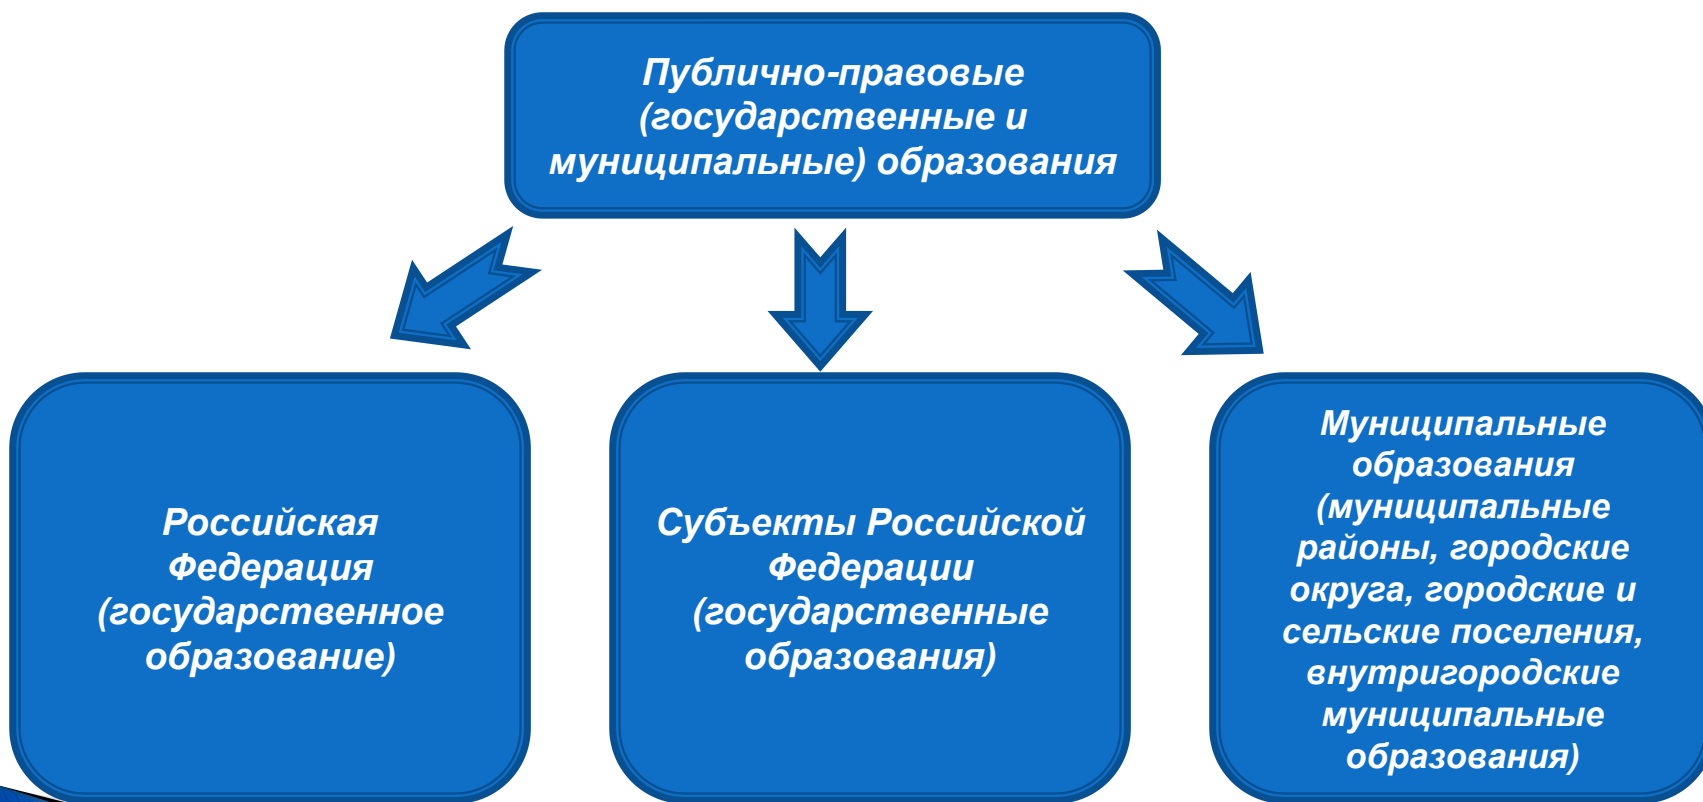 Публично-правовые
(государственные и
муниципальные) образования
Российская
Федерация
(государственное
образование)
Субъекты Российской
Федерации
(государственные
образования)
Муниципальные
образования
(муниципальные
районы, городские
округа, городские и
сельские поселения,
внутригородские
муниципальные
образования)